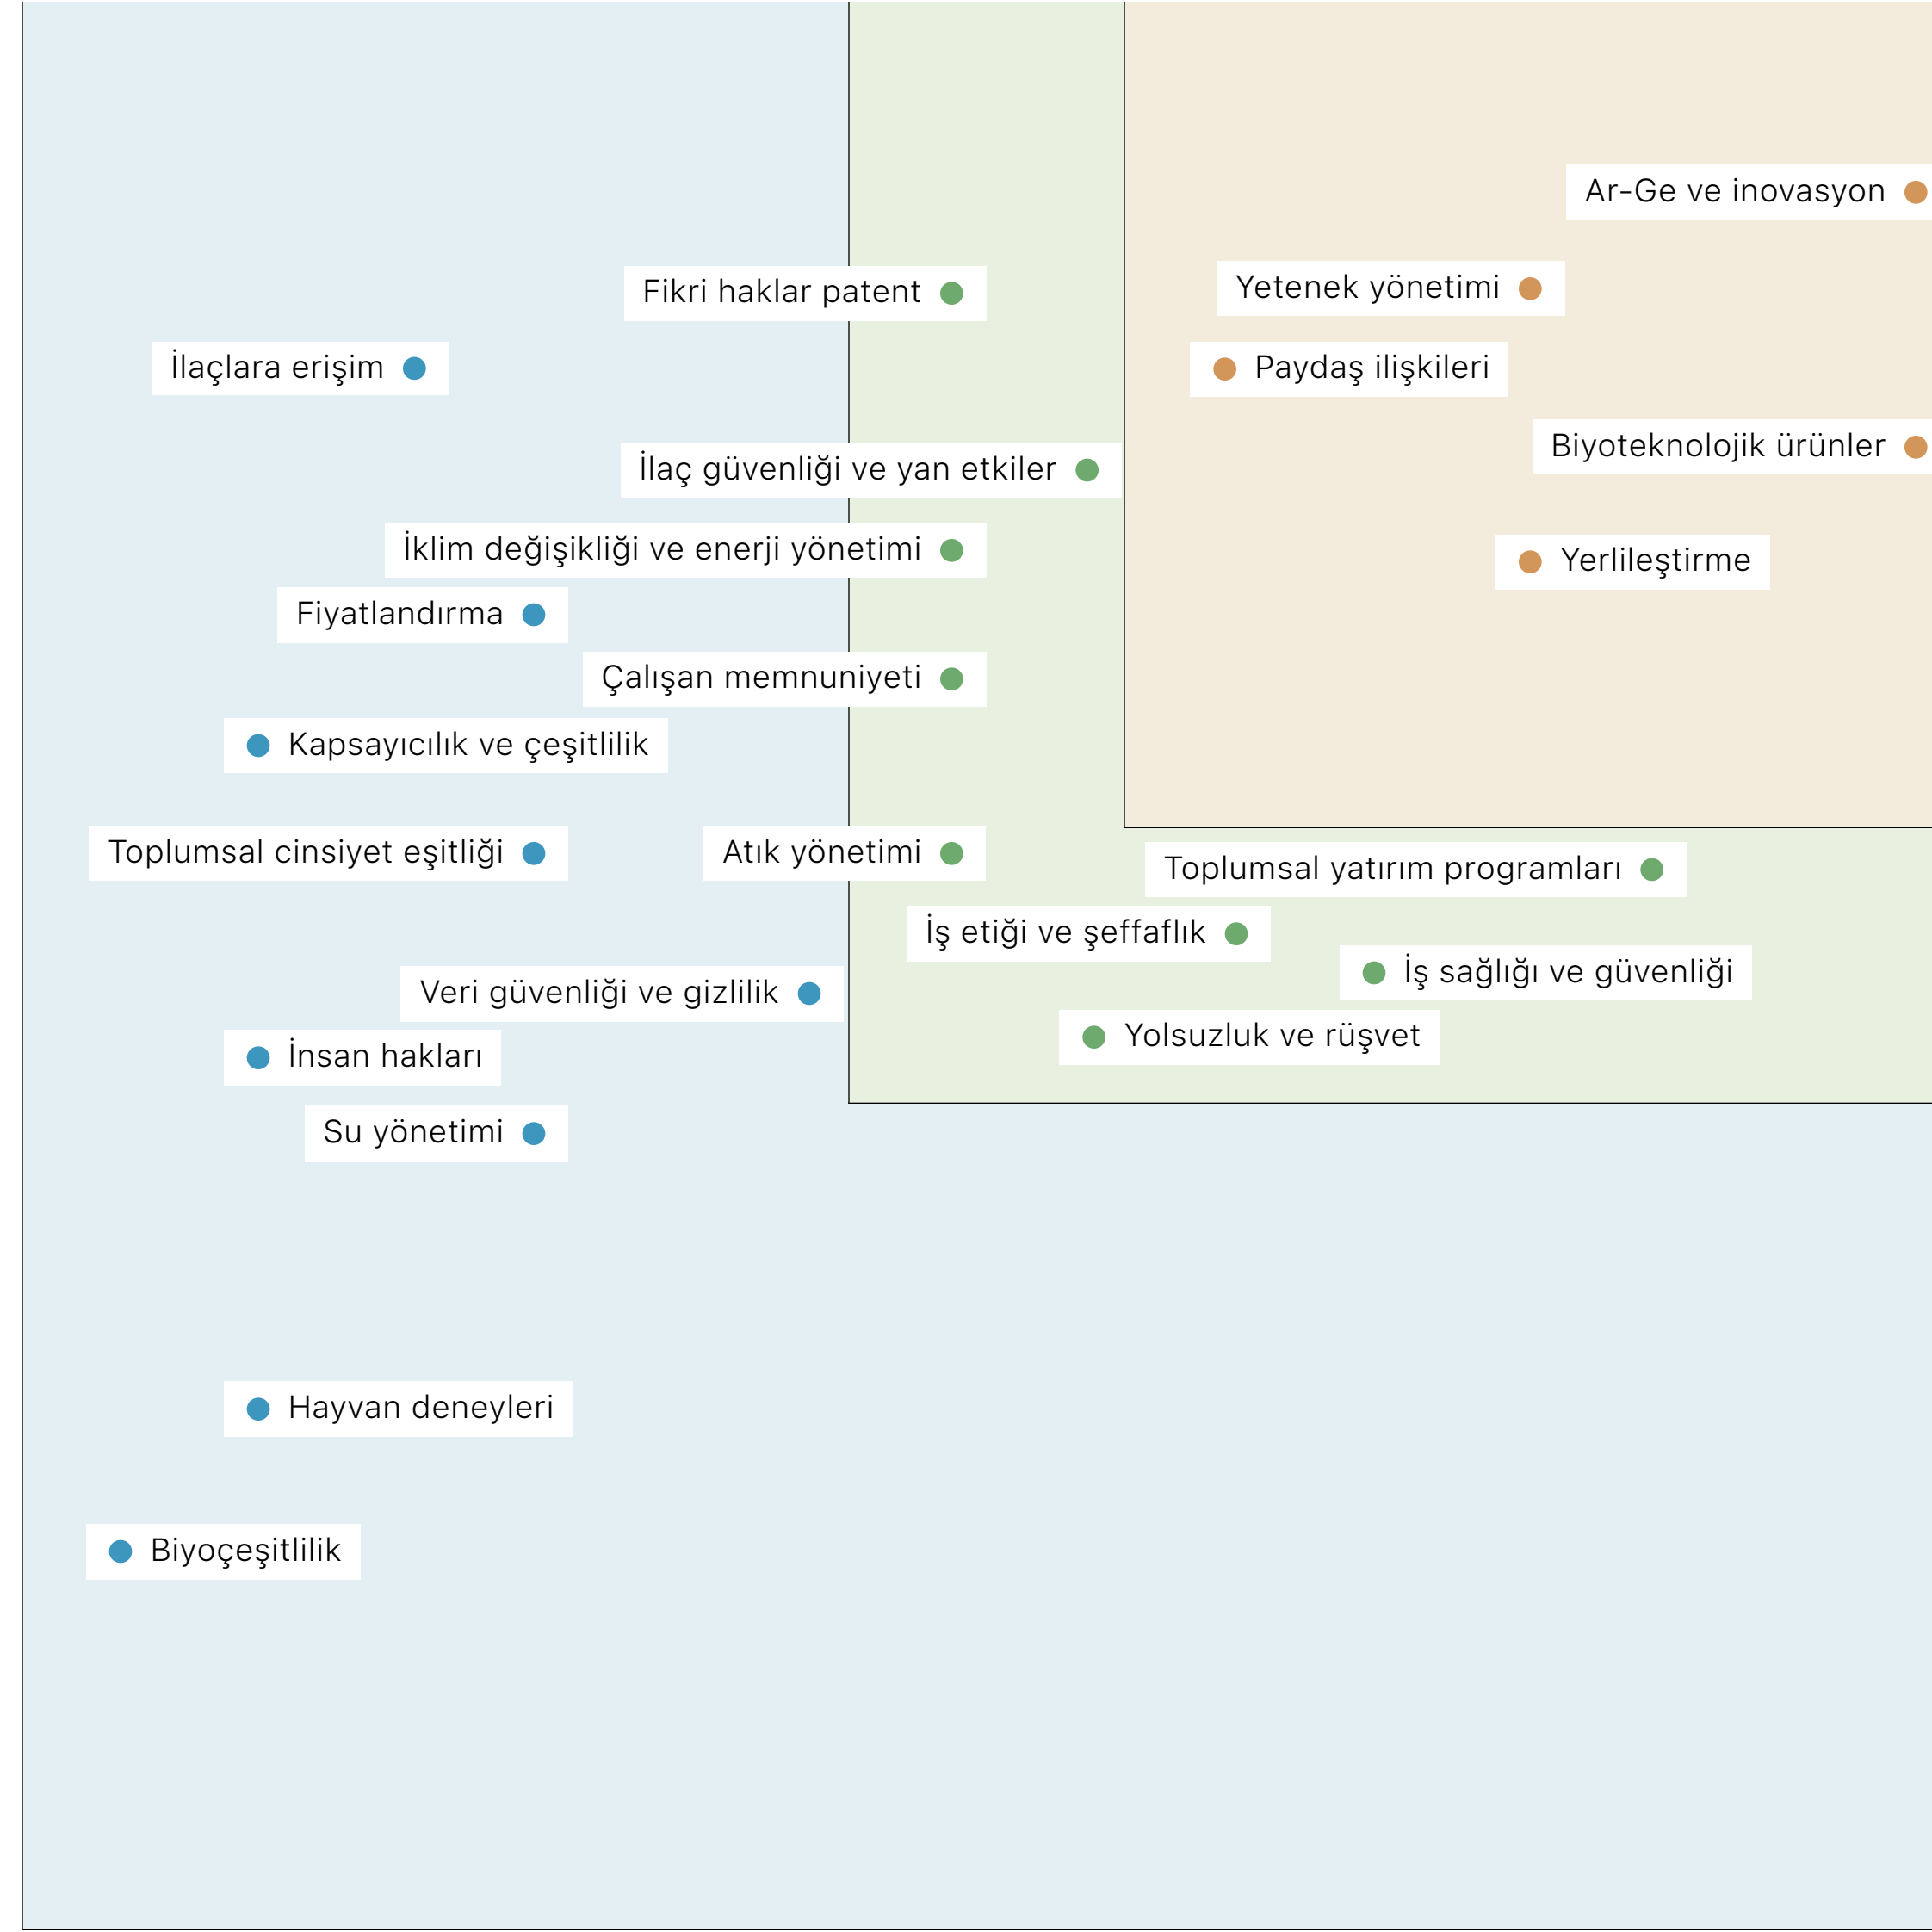 Ar-Ge ve inovasyon
Yetenek yönetimi
Fikri haklar patent
İlaçlara erişim
Paydaş ilişkileri
Biyoteknolojik ürünler
İlaç güvenliği ve yan etkiler
İklim değişikliği ve enerji yönetimi
Yerlileştirme
Fiyatlandırma
Çalışan memnuniyeti
Kapsayıcılık ve çeşitlilik
Toplumsal cinsiyet eşitliği
Atık yönetimi
Toplumsal yatırım programları
İş etiği ve şeffaflık
İş sağlığı ve güvenliği
Veri güvenliği ve gizlilik
Yolsuzluk ve rüşvet
İnsan hakları
Su yönetimi
Hayvan deneyleri
Biyoçeşitlilik